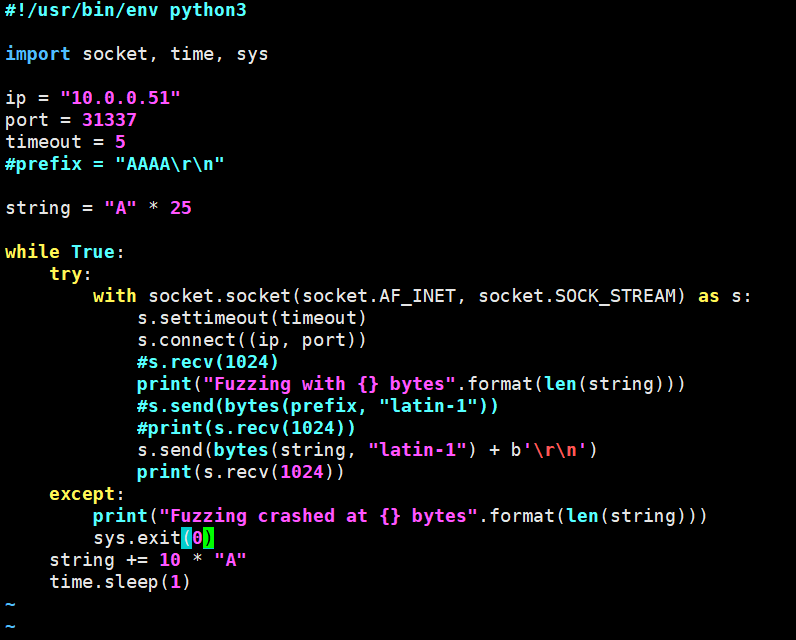 #!/usr/bin/env python3

import socket, time, sys

ip = "10.0.0.51"
port = 31337
timeout = 5
#prefix = "AAAA\r\n"

string = "A" * 25

while True:
    try:
        with socket.socket(socket.AF_INET, socket.SOCK_STREAM) as s:
            s.settimeout(timeout)
            s.connect((ip, port))
            #s.recv(1024)
            print("Fuzzing with {} bytes".format(len(string)))
            #s.send(bytes(prefix, "latin-1"))
            #print(s.recv(1024))
            s.send(bytes(string, "latin-1") + b'\r\n')
            print(s.recv(1024))
    except:
        print("Fuzzing crashed at {} bytes".format(len(string)))
        sys.exit(0)
    string += 10 * "A"
    time.sleep(1)
~
~